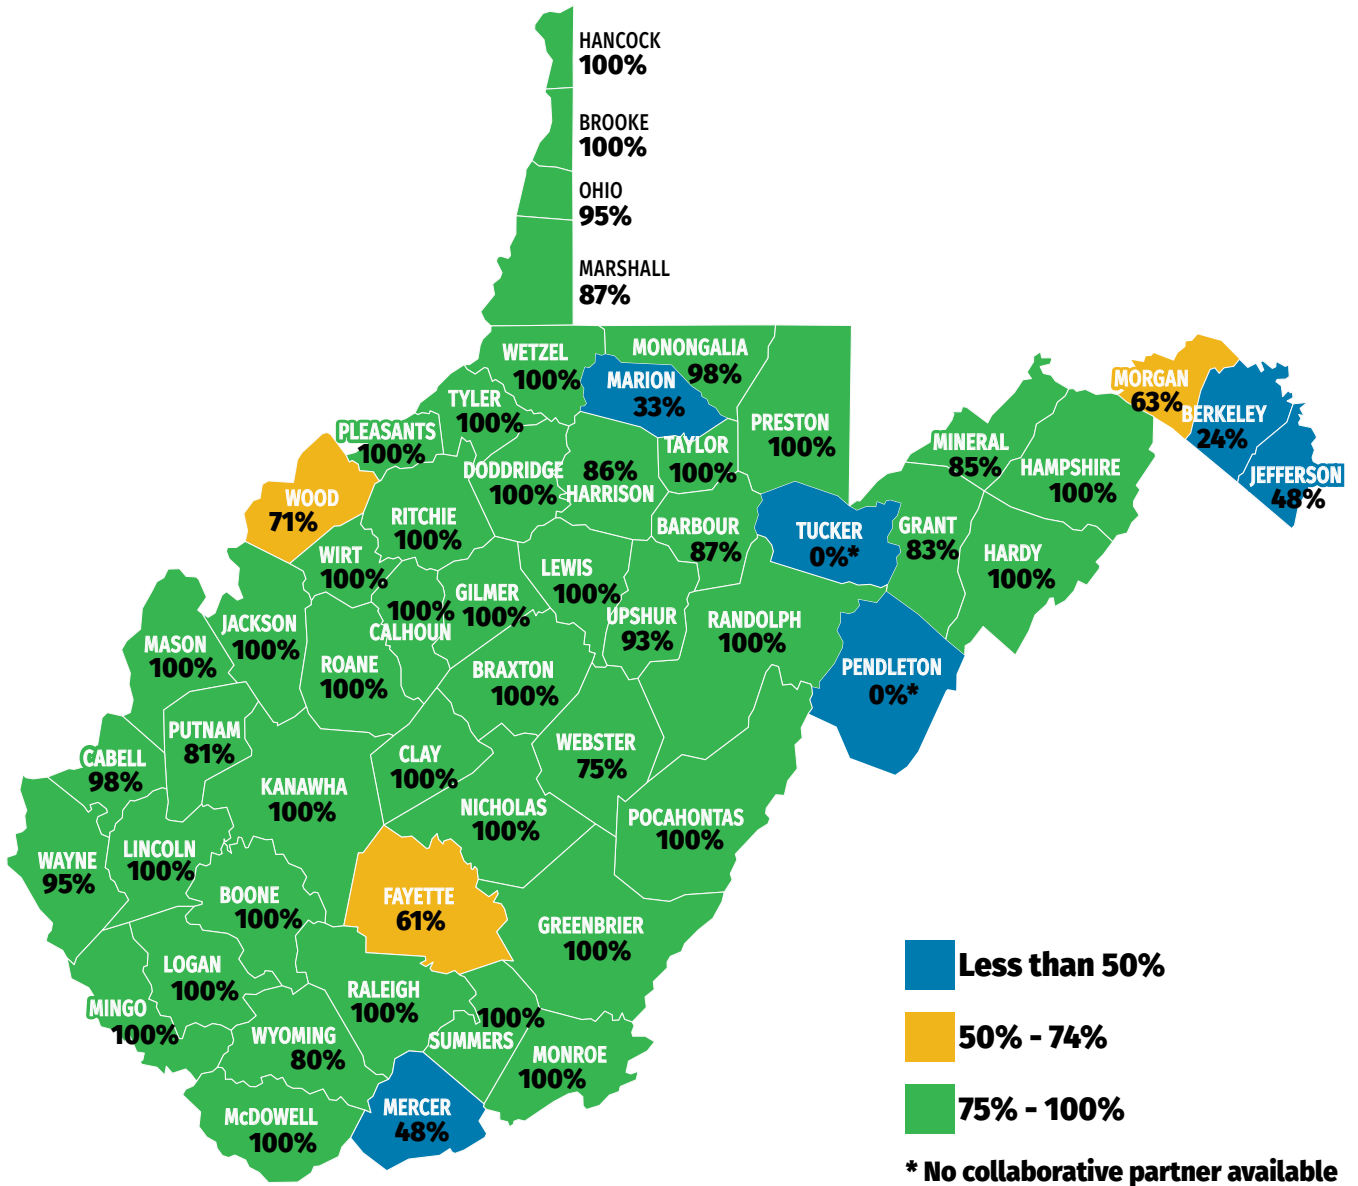 HANCOCK
100%
BROOKE
100%
OHIO
95%
MARSHALL
87%
WETZEL
100%
MONONGALIA
98%
MARION
33%
TYLER
100%
PLEASANTS
100%
PRESTON
100%
TAYLOR
100%
DODDRIDGE
100%
86%
HARRISON
MORGAN
63%
BERKELEY
24%
JEFFERSON
48%
MINERAL
85%
HAMPSHIRE
100%
WOOD
71%
RITCHIE
100%
BARBOUR
87%
TUCKER
0%*
GRANT
83%
HARDY
100%
WIRT
100%
LEWIS
100%
GILMER
100%
100%
CALHOUN
UPSHUR
93%
RANDOLPH
100%
JACKSON
100%
MASON
100%
ROANE
100%
BRAXTON
100%
PENDLETON
0%*
PUTNAM
81%
CABELL
98%
CLAY
100%
WEBSTER
75%
KANAWHA
100%
NICHOLAS
100%
POCAHONTAS
100%
WAYNE
95%
LINCOLN
100%
BOONE
100%
FAYETTE
61%
GREENBRIER
100%
LOGAN
100%
MINGO
100%
RALEIGH
100%
100%
SUMMERS
WYOMING
80%
MONROE
100%
McDOWELL
100%
MERCER
48%
Less than 50%
50% - 74%
75% - 100%
* No collaborative partner available